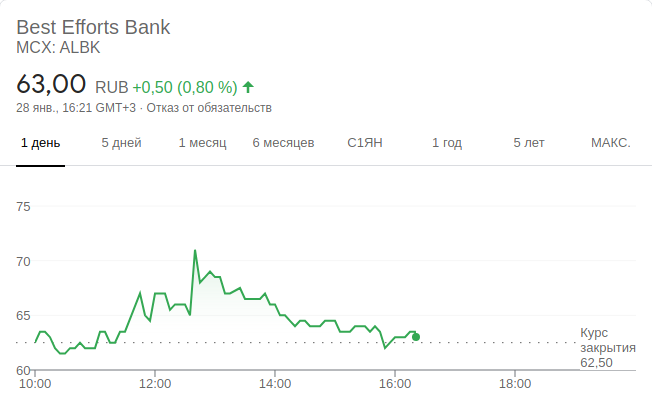 Best Efforts Bank
MCX: ALBK
63,00 RUB +0,50 (0,80 %)
28 янв., 16:21 GMT+3 · Отказ от обязательств
1 день 5 дней 1 месяц 6 месяцев С1ЯН 1 год 5 лет МАКС.
75
70
65
60
Курс
закрытия
62,50
10:00 12:00 14:00 16:00 18:00